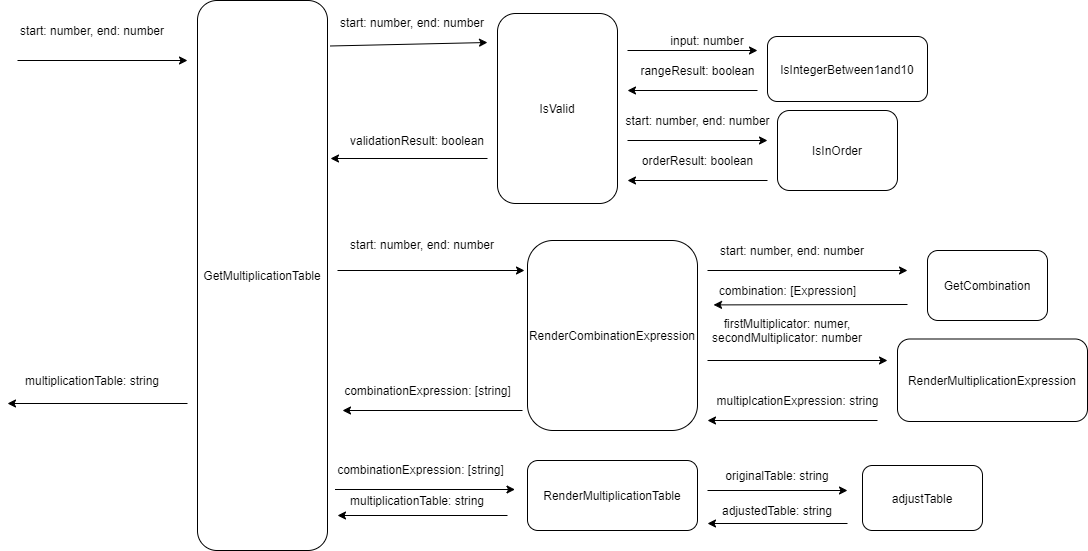 start: number, end: number
start: number, end: number
input: number
rangeResult: boolean
IsIntegerBetween1and10
IsValid
start: number, end: number
validationResult: boolean
orderResult: boolean
IsInOrder
GetMultiplicationTable
start: number, end: number
start: number, end: number
combination: [Expression]
GetCombination
RenderCombinationExpression
firstMultiplicator: numer,
secondMultiplicator: number
RenderMultiplicationExpression
multiplicationTable: string
combinationExpression: [string]
multiplcationExpression: string
combinationExpression: [string]
multiplicationTable: string
RenderMultiplicationTable
originalTable: string
adjustedTable: string
adjustTable